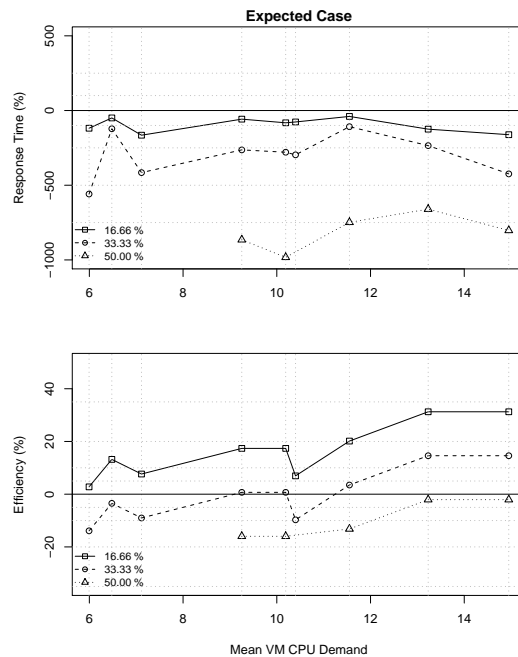 Expected Case
Response Time (%)
500
0
−500
−1000
16.66 %
33.33 %
50.00 %
6 8 10 12 14
Efficiency (%)
40
20
0
−20
16.66 %
33.33 %
50.00 %
6 8 10 12 14
Mean VM CPU Demand